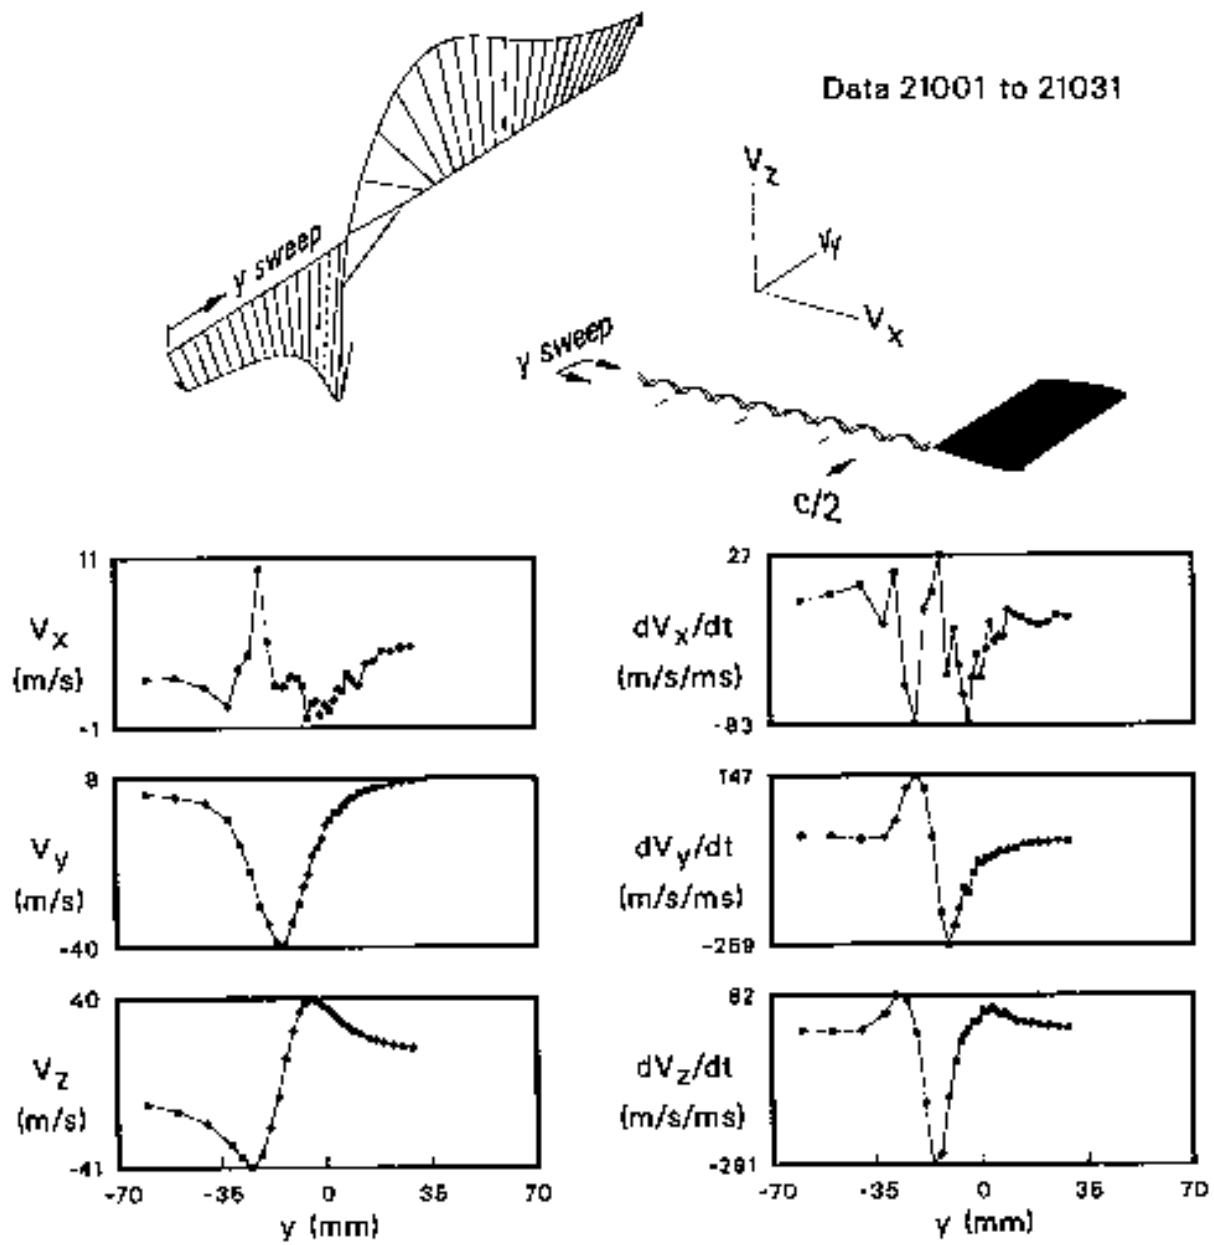 Data 21001 to 21031
Vz
Vy
Vx
y sweep
y sweep
c/2
11
Vx
(m/s)
-1
27
dVx/dt
(m/s/ms)
-83
8
Vy
(m/s)
-40
147
dVy/dt
(m/s/ms)
-259
40
Vz
(m/s)
-41
-70
-35
0
35
70
y (mm)
82
dVz/dt
(m/s/ms)
-281
-70
-35
0
35
70
y (mm)